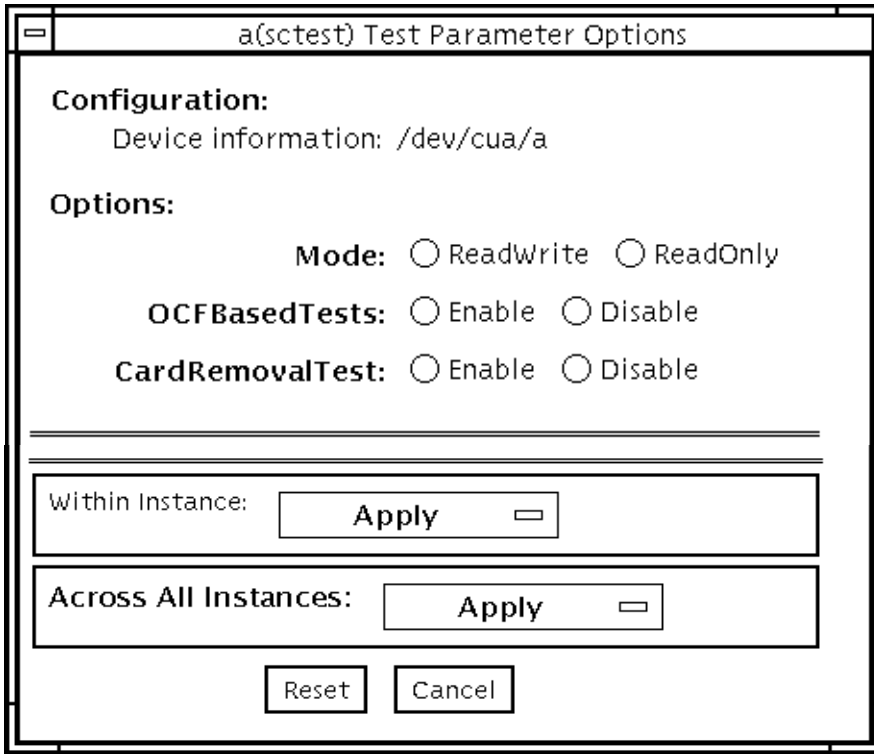 a(sctest) Test Parameter Options
Configuration:
Device information: /dev/cua/a
Options:
Mode: ReadWrite ReadOnly
OCFBasedTests: Enable Disable
CardRemovalTest: Enable Disable
Within Instance: Apply
Across All Instances: Apply
Reset Cancel